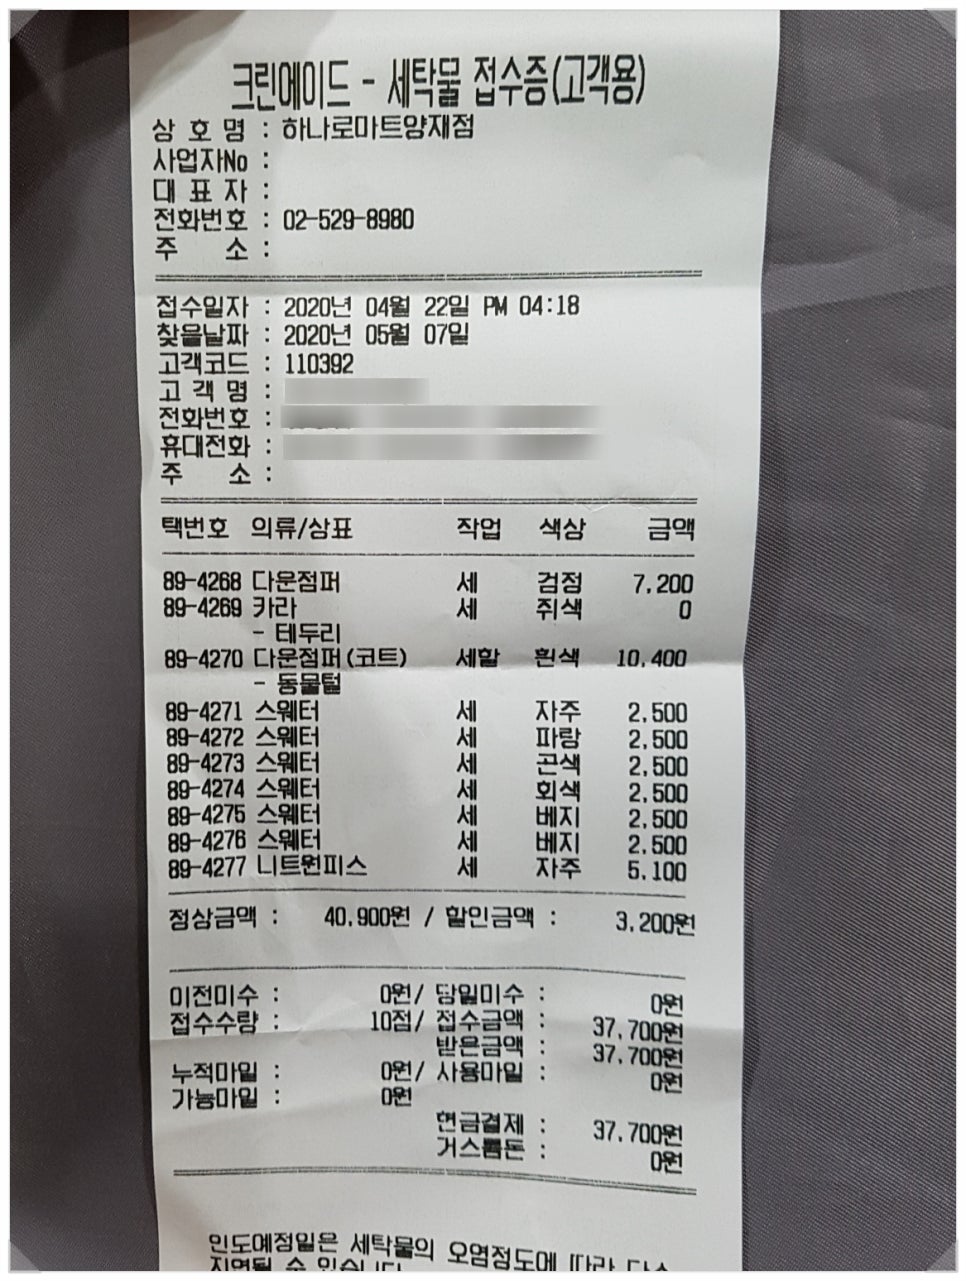 크린에이드 - 세탁물 접수증(고객용)
상 호 명 : 하나로마트양재점
사업자No :
대 표 자 :
전화번호 : 02-529-8980
주 소 :
접수일자 : 2020년 04월 22일 PM 04:18
찾을날짜 : 2020년 05월 07일
고객코드 : 110392
고 객 명 :
전화번호 :
휴대전화 :
주 소 :
택번호 의류/상표 작업 색상 금액
89-4268 다운점퍼 세 검정 7,200
89-4269 카라 세 쥐색 0
- 테두리
89-4270 다운점퍼(코트) 세할 흰색 10,400
- 동물털
89-4271 스웨터 세 자주 2,500
89-4272 스웨터 세 파랑 2,500
89-4273 스웨터 세 곤색 2,500
89-4274 스웨터 세 회색 2,500
89-4275 스웨터 세 베지 2,500
89-4276 스웨터 세 베지 2,500
89-4277 니트원피스 세 자주 5,100
정상금액 : 40,900원 / 할인금액 : 3,200원
이전미수 : 0원/ 당일미수 : 0원
접수수량 : 10점/ 접수금액 : 37,700원
받은금액 : 37,700원
누적마일 : 0원/ 사용마일 : 0원
가능마일 : 0원
현금결제 : 37,700원
거스름돈 : 0원
인도예정일은 세탁물의 오염정도에 따라 다소
지연될 수 있습니다